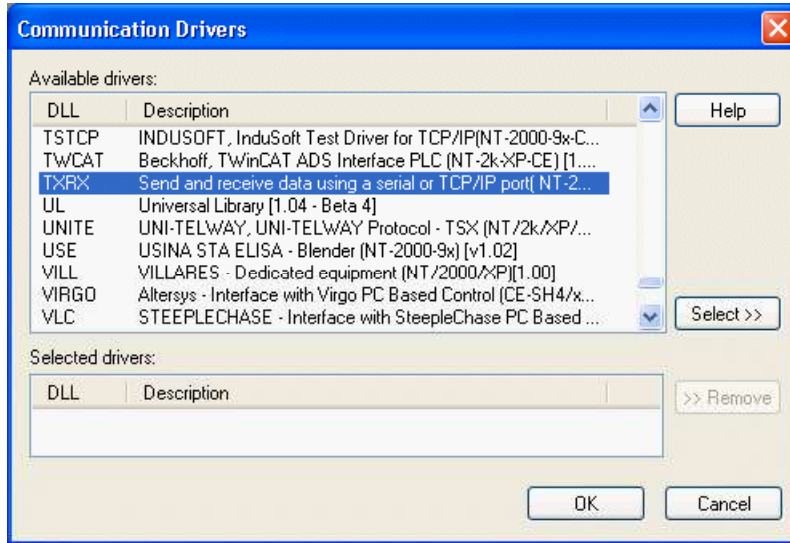 Communication Drivers
Available drivers:
DLL Description
TSTCP INDUSOFT, InduSoft Test Driver for TCP/IP(NT-2000-9x-C...
TWCAT Beckhoff, TWinCAT ADS Interface PLC (NT-2k-XP-CE) [1....
TXRX Send and receive data using a serial or TCP/IP port( NT-2...
UL Universal Library [1.04 - Beta 4]
UNITE UNI-TELWAY, UNI-TELWAY Protocol - TSX (NT/2k/XP/...
USE USINA STA ELISA - Blender (NT-2000-9x) [v1.02]
VILL VILLARES - Dedicated equipment (NT/2000/XP)[1.00]
VIRGO Altersys - Interface with Virgo PC Based Control (CE-SH4/x...
VLC STEEPLECHASE - Interface with SteepleChase PC Based ...
Help
Select >>
Selected drivers:
DLL Description
>> Remove
OK Cancel